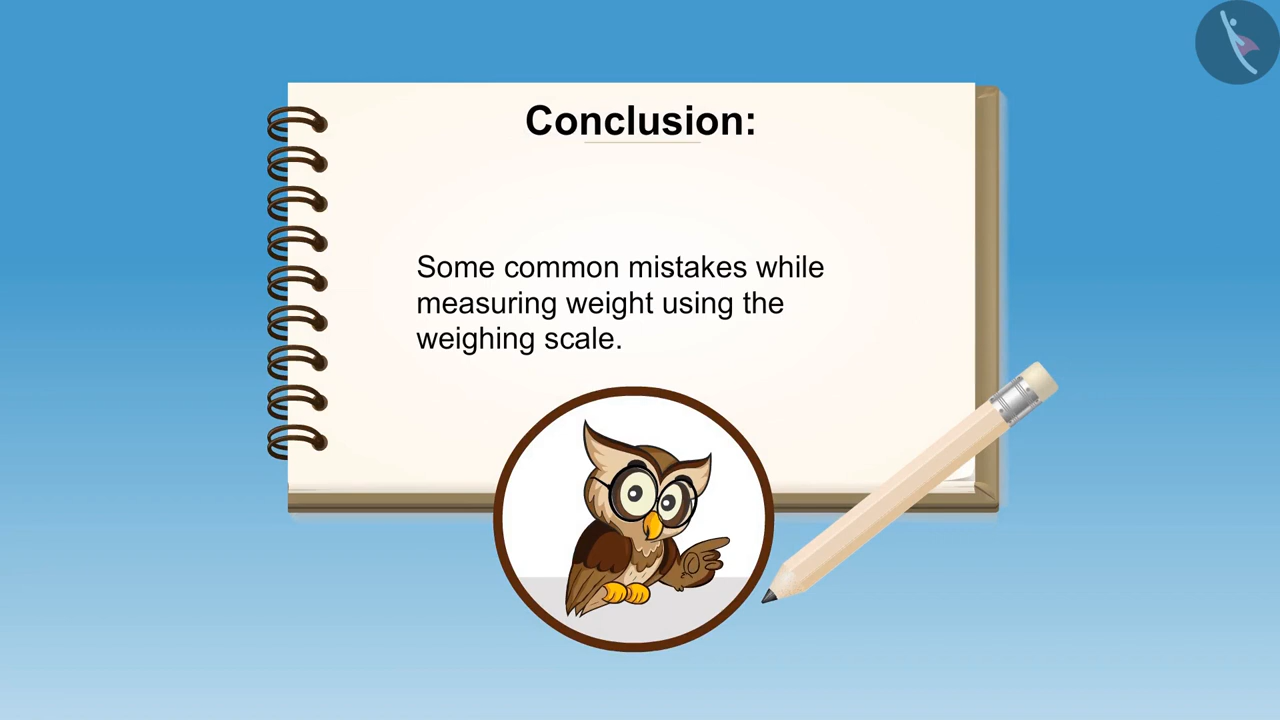 Conclusion:
Some common mistakes while
measuring weight using the
weighing scale.